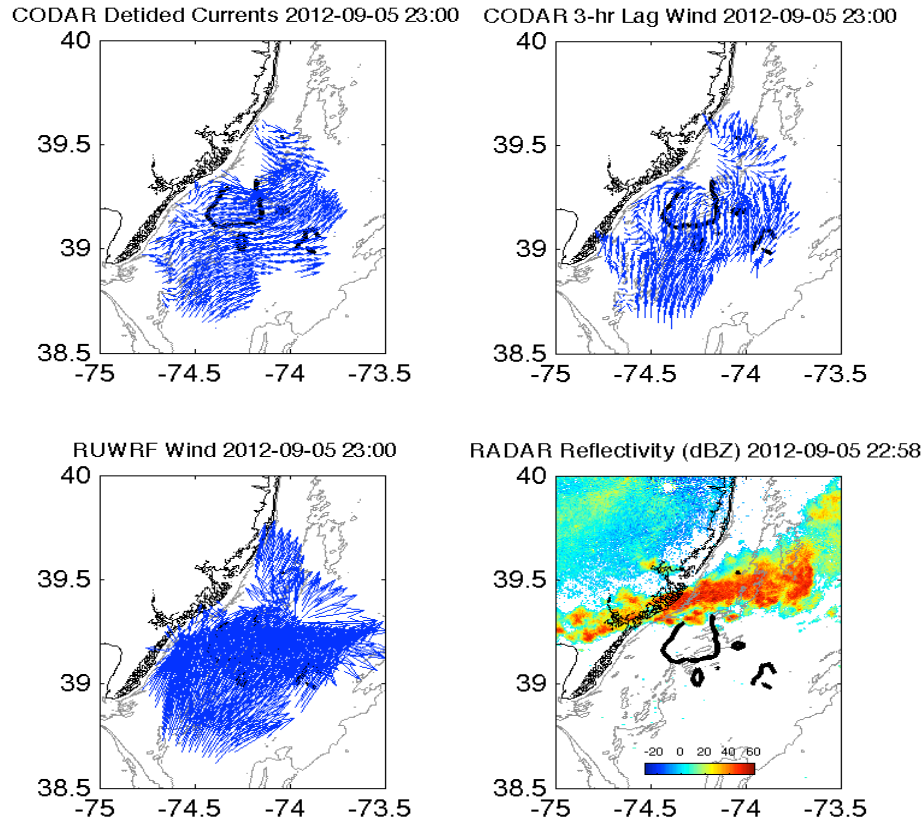 CODAR Detided Currents 2012-09-05 23:00
CODAR 3-hr Lag Wind 2012-09-05 23:00
40
39.5
39
38.5
-75 -74.5 -74 -73.5
40
39.5
39
38.5
-75 -74.5 -74 -73.5
RUWRF Wind 2012-09-05 23:00
RADAR Reflectivity (dBZ) 2012-09-05 22:58
40
39.5
39
38.5
-75 -74.5 -74 -73.5
40
39.5
39
-20 0 20 40 60
38.5
-75 -74.5 -74 -73.5